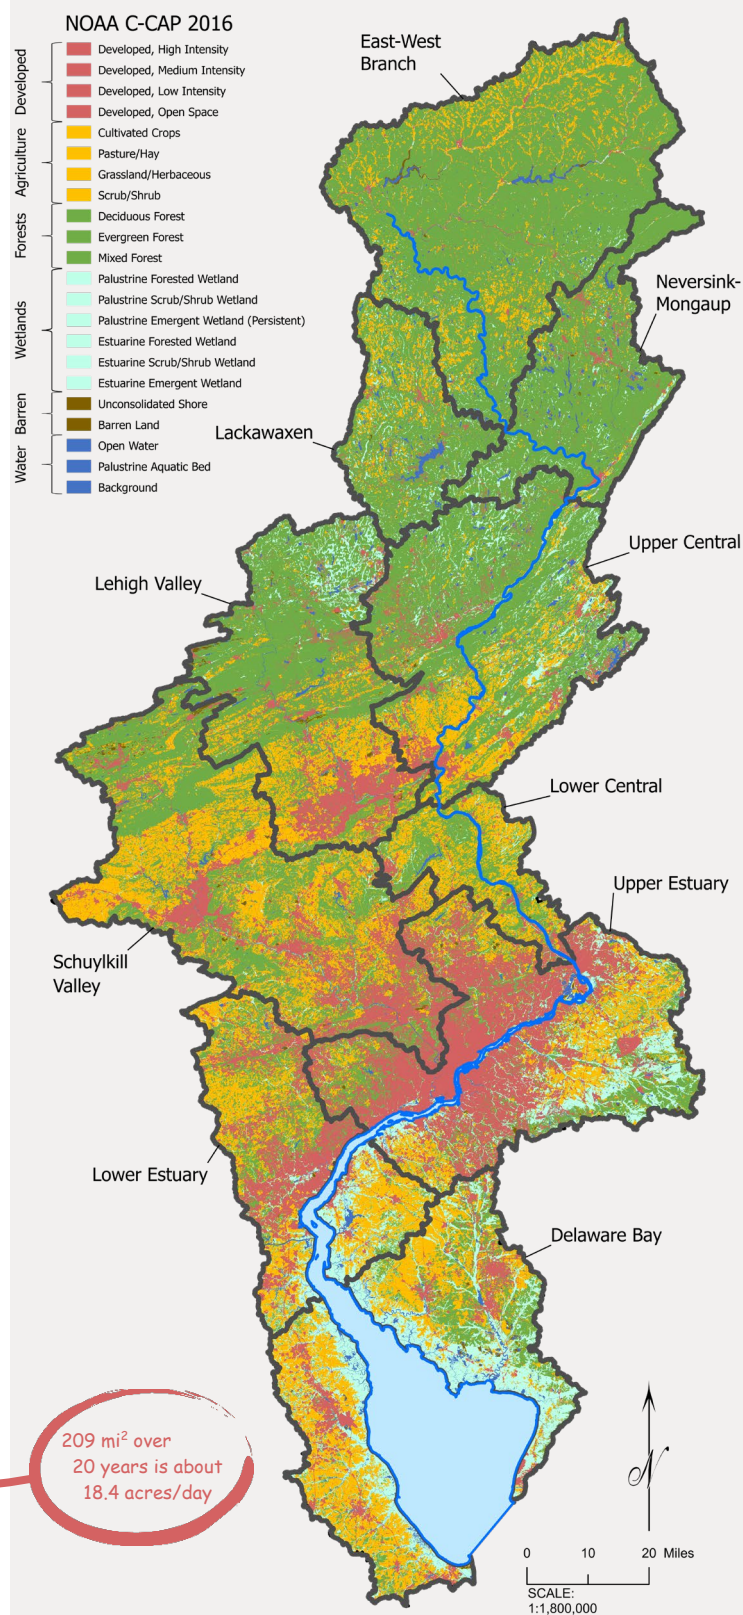 NOAA C-CAP 2016
Developed
Developed, High Intensity
Developed, Medium Intensity
Developed, Low Intensity
Developed, Open Space
Agriculture
Cultivated Crops
Pasture/Hay
Grassland/Herbaceous
Scrub/Shrub
Forests
Deciduous Forest
Evergreen Forest
Mixed Forest
Wetlands
Palustrine Forested Wetland
Palustrine Scrub/Shrub Wetland
Palustrine Emergent Wetland (Persistent)
Estuarine Forested Wetland
Estuarine Scrub/Shrub Wetland
Estuarine Emergent Wetland
Barren
Unconsolidated Shore
Barren Land
Water
Open Water
Palustrine Aquatic Bed
Background
East-West
Branch
Neversink-
Mongaup
Lackawaxen
Upper Central
Lehigh Valley
Lower Central
Upper Estuary
Schuylkill
Valley
Lower Estuary
Delaware Bay
209 mi² over
20 years is about
18.4 acres/day
N
0 10 20 Miles
SCALE:
1:1,800,000